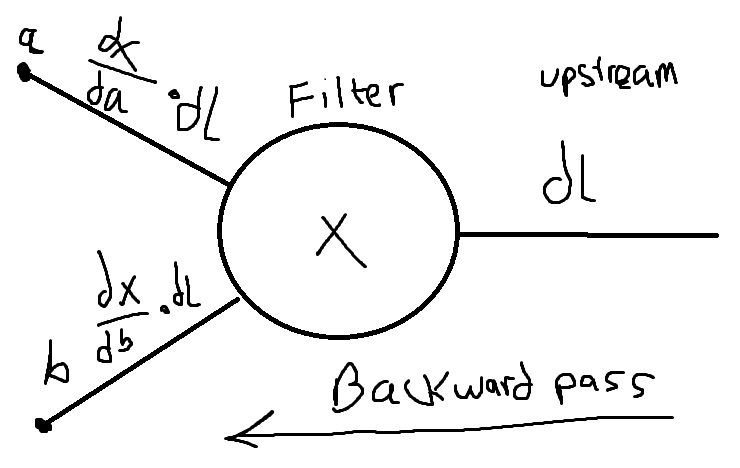 a
dx/da · dL
Filter
upstream
dL
X
dx/db · dL
b
Backward pass